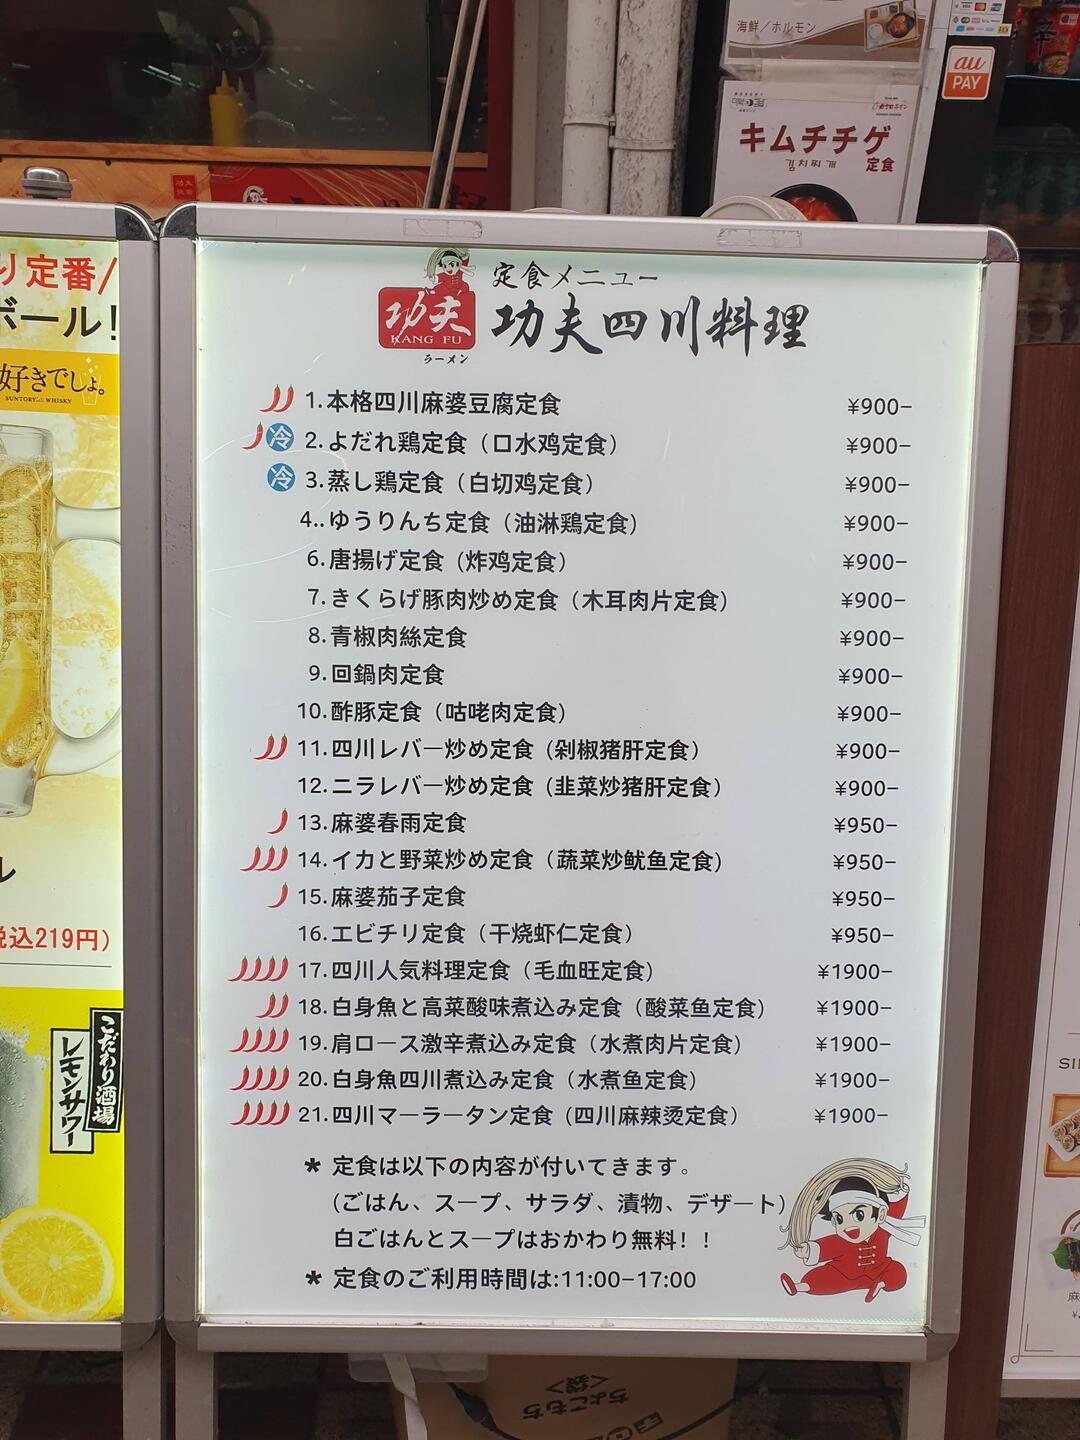 海鮮／ホルモン
au
PAY
キムチチゲ
김치찌개
定食
り定番/
ボール!
好きでしょ。
SUNTORY WHISKY
税込219円)
こだわり酒場
レモンサワー
功夫
KANG FU
ラーメン
定食メニュー
功夫四川料理
1.本格四川麻婆豆腐定食 ¥900-
冷 2.よだれ鶏定食（口水鸡定食） ¥900-
冷 3.蒸し鶏定食（白切鸡定食） ¥900-
4..ゆうりんち定食（油淋鶏定食） ¥900-
6.唐揚げ定食（炸鸡定食） ¥900-
7.きくらげ豚肉炒め定食（木耳肉片定食） ¥900-
8.青椒肉絲定食 ¥900-
9.回鍋肉定食 ¥900-
10.酢豚定食（咕咾肉定食） ¥900-
11.四川レバー炒め定食（剁椒猪肝定食） ¥900-
12.ニラレバー炒め定食（韭菜炒猪肝定食） ¥900-
13.麻婆春雨定食 ¥950-
14.イカと野菜炒め定食（蔬菜炒鱿鱼定食） ¥950-
15.麻婆茄子定食 ¥950-
16.エビチリ定食（干烧虾仁定食） ¥950-
17.四川人気料理定食（毛血旺定食） ¥1900-
18.白身魚と高菜酸味煮込み定食（酸菜鱼定食） ¥1900-
19.肩ロース激辛煮込み定食（水煮肉片定食） ¥1900-
20.白身魚四川煮込み定食（水煮鱼定食） ¥1900-
21.四川マーラータン定食（四川麻辣烫定食） ¥1900-
* 定食は以下の内容が付いてきます。
（ごはん、スープ、サラダ、漬物、デザート）
白ごはんとスープはおかわり無料！！
* 定食のご利用時間は:11:00-17:00
ちょこもち
<袋>